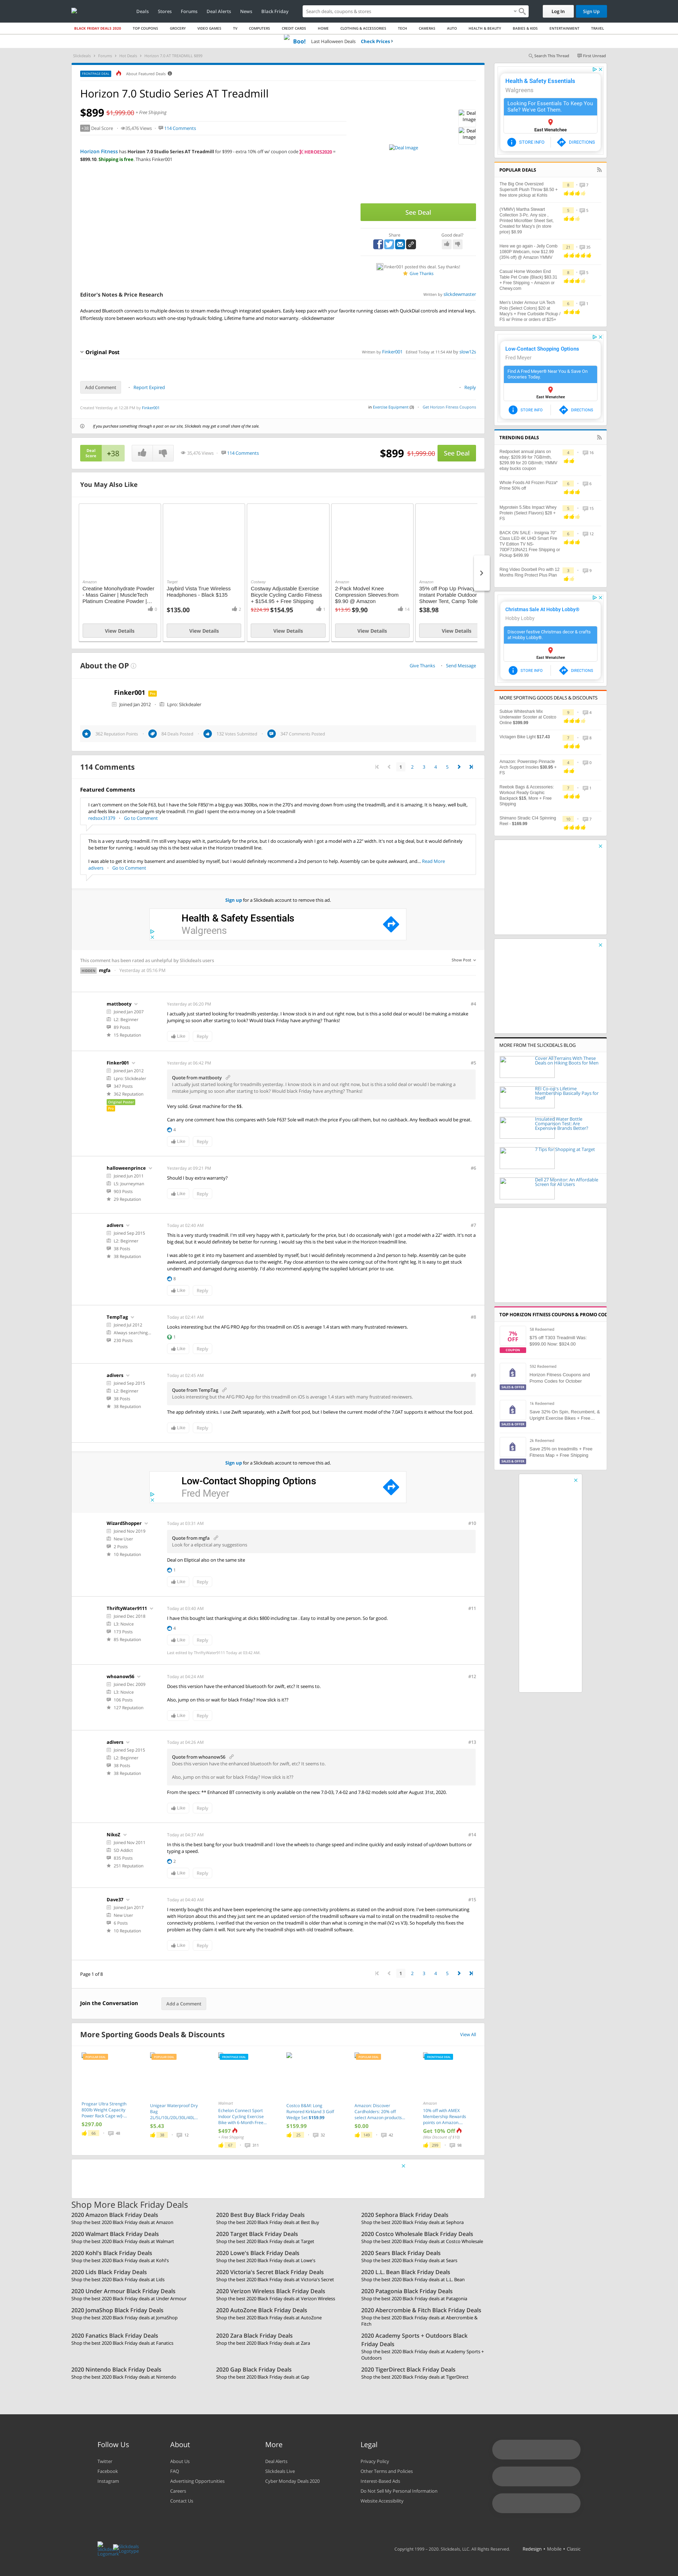 Deals Stores Forums Deal Alerts News Black Friday
Search deals, coupons & stores
Log In
Sign Up
BLACK FRIDAY DEALS 2020 TOP COUPONS GROCERY VIDEO GAMES TV COMPUTERS CREDIT CARDS HOME CLOTHING & ACCESSORIES TECH CAMERAS AUTO HEALTH & BEAUTY BABIES & KIDS ENTERTAINMENT TRAVEL
Boo! Last Halloween Deals Check Prices
Search This Thread First Unread
FRONTPAGE DEAL About Featured Deals
Horizon 7.0 Studio Series AT Treadmill
$899 $1,999.00 + Free Shipping
+38 Deal Score 35,476 Views 114 Comments
Deal Image
Deal Image
Deal Image
Horizon Fitness has Horizon 7.0 Studio Series AT Treadmill for $999 - extra 10% off w/ coupon code HEROES2020 = $899.10. Shipping is free. Thanks Finker001
See Deal
Share
Good deal?
Finker001 posted this deal. Say thanks!
Give Thanks
Editor's Notes & Price Research
Written by slickdewmaster
Advanced Bluetooth connectivity to multiple devices to stream media through integrated speakers. Easily keep pace with your favorite running classes with QuickDial controls and interval keys. Effortlessly store between workouts with one-step hydraulic folding. Lifetime frame and motor warranty. -slickdewmaster
Original Post
Written by Finker001 Edited Today at 11:54 AM by slow12s
Add Comment
Report Expired
Reply
Created Yesterday at 12:28 PM by Finker001
in Exercise Equipment (3) Get Horizon Fitness Coupons
If you purchase something through a post on our site, Slickdeals may get a small share of the sale.
Deal Score +38
35,476 Views 114 Comments
$899 $1,999.00
See Deal
You May Also Like
Amazon
Creatine Monohydrate Powder - Mass Gainer | MuscleTech Platinum Creatine Powder |...
View Details
Target
Jaybird Vista True Wireless Headphones - Black $135
$135.00
View Details
Costway
Costway Adjustable Exercise Bicycle Cycling Cardio Fitness + $154.95 + Free Shipping
$224.99 $154.95
View Details
Amazon
2-Pack Modvel Knee Compression Sleeves from $9.90 @ Amazon
$13.95 $9.90
View Details
Amazon
35% off Pop Up Privacy Instant Portable Outdoor Shower Tent, Camp Toile
$38.98
View Details
About the OP
Give Thanks Send Message
Finker001 Pro
Joined Jan 2012 Lpro: Slickdealer
362 Reputation Points 94 Deals Posted 132 Votes Submitted 347 Comments Posted
114 Comments
1 2 3 4 5
Featured Comments
I can't comment on the Sole F63, but I have the Sole F85(I'm a big guy was 300lbs, now in the 270's and trending down from using the treadmill), and it is amazing. It is heavy, well built, and feels like a solid professional grade treadmill. I feel like I might spend the extra money on a Sole treadmill
redsox31379 Go to Comment
This is a very sturdy treadmill. I'm still very happy with it, particularly for the price, but I do occasionally wish I got a model with a 22" width. It's not a big deal, but it would definitely be better for running. I would say this is the best value in the Horizon treadmill line.
I was able to get it into my basement and assembled by myself, but I would definitely recommend a 2nd person to help. Assembly can be quite awkward, and... Read More
adivers Go to Comment
Sign up for a Slickdeals account to remove this ad.
Health & Safety Essentials
Walgreens
This comment has been rated as unhelpful by Slickdeals users
Show Post
mgfa Yesterday at 05:16 PM
mattbooty
Joined Jan 2007
L2: Beginner
89 Posts
15 Reputation
Yesterday at 06:20 PM
#4
I actually just started looking for treadmills yesterday. I know stock is in and out right now, but is this a solid deal or would I be making a mistake jumping so soon after starting to look? Would black Friday have anything? Thanks!
Like Reply
Finker001
Joined Jan 2012
Lpro: Slickdealer
347 Posts
362 Reputation
Original Poster
Pro
Yesterday at 06:42 PM
#5
Quote from mattbooty
I actually just started looking for treadmills yesterday. I know stock is in and out right now, but is this a solid deal or would I be making a mistake jumping so soon after starting to look? Would black Friday have anything? Thanks!
Very solid. Great machine for the $$.
Can any one comment how this compares with Sole F63? Sole will match the price if you call them, but no cashback. Any feedback would be great.
4
Like Reply
halloweenprince
Joined Jun 2011
L5: Journeyman
903 Posts
29 Reputation
Yesterday at 09:21 PM
#6
Should I buy extra warranty?
Like Reply
adivers
Joined Sep 2015
L2: Beginner
38 Posts
38 Reputation
Today at 02:40 AM
#7
This is a very sturdy treadmill. I'm still very happy with it, particularly for the price, but I do occasionally wish I got a model with a 22" width. It's not a big deal, but it would definitely be better for running. I would say this is the best value in the Horizon treadmill line.
I was able to get it into my basement and assembled by myself, but I would definitely recommend a 2nd person to help. Assembly can be quite awkward, and potentially dangerous due to the weight. Pay close attention to the wire coming out of the front right leg. It is easy to get stuck underneath and damaged during assembly. I'd also recommend applying the supplied lubricant prior to use.
8
Like Reply
TempTag
Joined Jul 2012
Always searching...
230 Posts
Today at 02:41 AM
#8
Looks interesting but the AFG PRO App for this treadmill on iOS is average 1.4 stars with many frustrated reviewers.
1
Like Reply
adivers
Joined Sep 2015
L2: Beginner
38 Posts
38 Reputation
Today at 02:45 AM
#9
Quote from TempTag
Looks interesting but the AFG PRO App for this treadmill on iOS is average 1.4 stars with many frustrated reviewers.
The app definitely stinks. I use Zwift separately, with a Zwift foot pod, but I believe the current model of the 7.0AT supports it without the foot pod.
Like Reply
Sign up for a Slickdeals account to remove this ad.
Low-Contact Shopping Options
Fred Meyer
WizardShopper
Joined Nov 2019
New User
2 Posts
10 Reputation
Today at 03:31 AM
#10
Quote from mgfa
Look for a elipctical any suggestions
Deal on Eliptical also on the same site
1
Like Reply
ThriftyWater9111
Joined Dec 2018
L3: Novice
173 Posts
85 Reputation
Today at 03:40 AM
#11
I have this bought last thanksgiving at dicks $800 including tax . Easy to install by one person. So far good.
4
Like Reply
Last edited by ThriftyWater9111 Today at 03:42 AM
whoanow56
Joined Dec 2009
L3: Novice
106 Posts
127 Reputation
Today at 04:24 AM
#12
Does this version have the enhanced bluetooth for zwift, etc? It seems to.
Also, jump on this or wait for black Friday? How slick is it??
Like Reply
adivers
Joined Sep 2015
L2: Beginner
38 Posts
38 Reputation
Today at 04:26 AM
#13
Quote from whoanow56
Does this version have the enhanced bluetooth for zwift, etc? It seems to.
Also, jump on this or wait for black Friday? How slick is it??
From the specs: ** Enhanced BT connectivity is only available on the new 7.0-03, 7.4-02 and 7.8-02 models sold after August 31st, 2020.
Like Reply
NikoZ
Joined Nov 2011
SD Addict
835 Posts
251 Reputation
Today at 04:37 AM
#14
In this is the best bang for your buck treadmill and I love the wheels to change speed and incline quickly and easily instead of up/down buttons or typing a speed.
2
Like Reply
Dave37
Joined Jan 2017
New User
6 Posts
10 Reputation
Today at 04:40 AM
#15
I recently bought this and have been experiencing the same app connectivity problems as stated on the android store. I've been communicating with Horizon about this and they just sent me an updated version of the treadmill tablet wired connection port in the mail. It will arrive next week and see if that resolves the problem. I'm cautiously optimistic that the version on the treadmill is older than what is coming in the mail (V2 vs V3). So hopefully this fixes the problem as they claim it will. Not sure why the treadmill ships with old treadmill software.
Like Reply
Page 1 of 8
1 2 3 4 5
Join the Conversation
Add a Comment
More Sporting Goods Deals & Discounts
View All
Progear Ultra Strength 800lb Weight Capacity Power Rack Cage w/J...
$297.00
Unigear Waterproof Dry Bag 2L/5L/10L/20L/30L/40L...
$5.43
Walmart
Echelon Connect Sport Indoor Cycling Exercise Bike with 6 Month Free...
$497
+ Free Shipping
Costco B&M: Long Rumored Kirkland 3 Golf Wedge Set $159.99
$159.99
Amazon: Discover Cardholders: 20% off select Amazon products...
$0.00
Amazon
10% off with AMEX Membership Rewards points on Amazon...
Get 10% Off
Shop More Black Friday Deals
2020 Amazon Black Friday Deals
Shop the best 2020 Black Friday deals at Amazon
2020 Best Buy Black Friday Deals
Shop the best 2020 Black Friday deals at Best Buy
2020 Sephora Black Friday Deals
Shop the best 2020 Black Friday deals at Sephora
2020 Walmart Black Friday Deals
Shop the best 2020 Black Friday deals at Walmart
2020 Target Black Friday Deals
Shop the best 2020 Black Friday deals at Target
2020 Costco Wholesale Black Friday Deals
Shop the best 2020 Black Friday deals at Costco Wholesale
2020 Kohl's Black Friday Deals
Shop the best 2020 Black Friday deals at Kohl's
2020 Lowe's Black Friday Deals
Shop the best 2020 Black Friday deals at Lowe's
2020 Sears Black Friday Deals
Shop the best 2020 Black Friday deals at Sears
2020 Lids Black Friday Deals
Shop the best 2020 Black Friday deals at Lids
2020 Victoria's Secret Black Friday Deals
Shop the best 2020 Black Friday deals at Victoria's Secret
2020 L.L. Bean Black Friday Deals
Shop the best 2020 Black Friday deals at L.L. Bean
2020 Under Armour Black Friday Deals
Shop the best 2020 Black Friday deals at Under Armour
2020 Verizon Wireless Black Friday Deals
Shop the best 2020 Black Friday deals at Verizon Wireless
2020 Patagonia Black Friday Deals
Shop the best 2020 Black Friday deals at Patagonia
2020 JomaShop Black Friday Deals
Shop the best 2020 Black Friday deals at JomaShop
2020 AutoZone Black Friday Deals
Shop the best 2020 Black Friday deals at AutoZone
2020 Abercrombie & Fitch Black Friday Deals
Shop the best 2020 Black Friday deals at Abercrombie & Fitch
2020 Fanatics Black Friday Deals
Shop the best 2020 Black Friday deals at Fanatics
2020 Zara Black Friday Deals
Shop the best 2020 Black Friday deals at Zara
2020 Academy Sports + Outdoors Black Friday Deals
Shop the best 2020 Black Friday deals at Academy Sports + Outdoors
2020 Nintendo Black Friday Deals
Shop the best 2020 Black Friday deals at Nintendo
2020 Gap Black Friday Deals
Shop the best 2020 Black Friday deals at Gap
2020 TigerDirect Black Friday Deals
Shop the best 2020 Black Friday deals at TigerDirect
Health & Safety Essentials
Walgreens
Looking For Essentials To Keep You Safe? We've Got Them.
East Wenatchee
STORE INFO DIRECTIONS
POPULAR DEALS
The Big One Oversized Supersoft Plush Throw $8.50 + free store pickup at Kohls
(YMMV) Martha Stewart Collection 3-Pc. Any size , Printed Microfiber Sheet Set, Created for Macy's (in store price) $9.99
Here we go again - Jelly Comb 1080P Webcam, now $12.99 (35% off) @ Amazon YMMV
Casual Home Wooden End Table Pet Crate (Black) $83.31 + Free Shipping ~ Amazon or Chewy.com
Men's Under Armour UA Tech Polo (Select Colors) $20 at Macy's + Free Curbside Pickup / FS w/ Prime or orders of $25+
Low-Contact Shopping Options
Fred Meyer
Find A Fred Meyer® Near You & Save On Groceries Today.
East Wenatchee
STORE INFO DIRECTIONS
TRENDING DEALS
Redpocket annual plans on ebay. $209.99 for 7GB/mth, $299.99 for 20 GB/mth; YMMV ebay bucks coupon
Whole Foods All Frozen Pizza* Prime 50% off
Myprotein 5.5lbs Impact Whey Protein (Select Flavors) $28 + FS
BACK ON SALE - Insignia 70" Class LED 4K UHD Smart Fire TV Edition TV NS-70DF710NA21 Free Shipping or Pickup $499.99
Ring Video Doorbell Pro with 12 Months Ring Protect Plus Plan
Christmas Sale At Hobby Lobby®
Hobby Lobby
Discover festive Christmas decor & crafts at Hobby Lobby®.
East Wenatchee
STORE INFO DIRECTIONS
MORE SPORTING GOODS DEALS & DISCOUNTS
Sublue Whiteshark Mix Underwater Scooter at Costco Online $399.99
Victagen Bike Light $17.43
Amazon: Powerstep Pinnacle Arch Support Insoles $30.95 + FS
Reebok Bags & Accessories: Workout Ready Graphic Backpack $15, More + Free Shipping
Shimano Stradic CI4 Spinning Reel - $169.99
MORE FROM THE SLICKDEALS BLOG
Cover All Terrains With These Deals on Hiking Boots for Men
REI Co-op's Lifetime Membership Basically Pays for Itself
Insulated Water Bottle Comparison Test: Are Expensive Brands Better?
7 Tips for Shopping at Target
Dell 27 Monitor: An Affordable Screen for All Users
TOP HORIZON FITNESS COUPONS & PROMO COD
7% OFF
COUPON
58 Redeemed
$75 off T303 Treadmill Was: $999.00 Now: $924.00
SALES & OFFER
592 Redeemed
Horizon Fitness Coupons and Promo Codes for October
SALES & OFFER
1k Redeemed
Save 32% On Spin, Recumbent, & Upright Exercise Bikes + Free...
SALES & OFFER
2k Redeemed
Save 25% on treadmills + Free Fitness Map + Free Shipping
Follow Us
Twitter
Facebook
Instagram
About
About Us
FAQ
Advertising Opportunities
Careers
Contact Us
More
Deal Alerts
Slickdeals Live
Cyber Monday Deals 2020
Legal
Privacy Policy
Other Terms and Policies
Interest-Based Ads
Do Not Sell My Personal Information
Website Accessibility
Copyright 1999 - 2020. Slickdeals, LLC. All Rights Reserved.
Redesign • Mobile • Classic